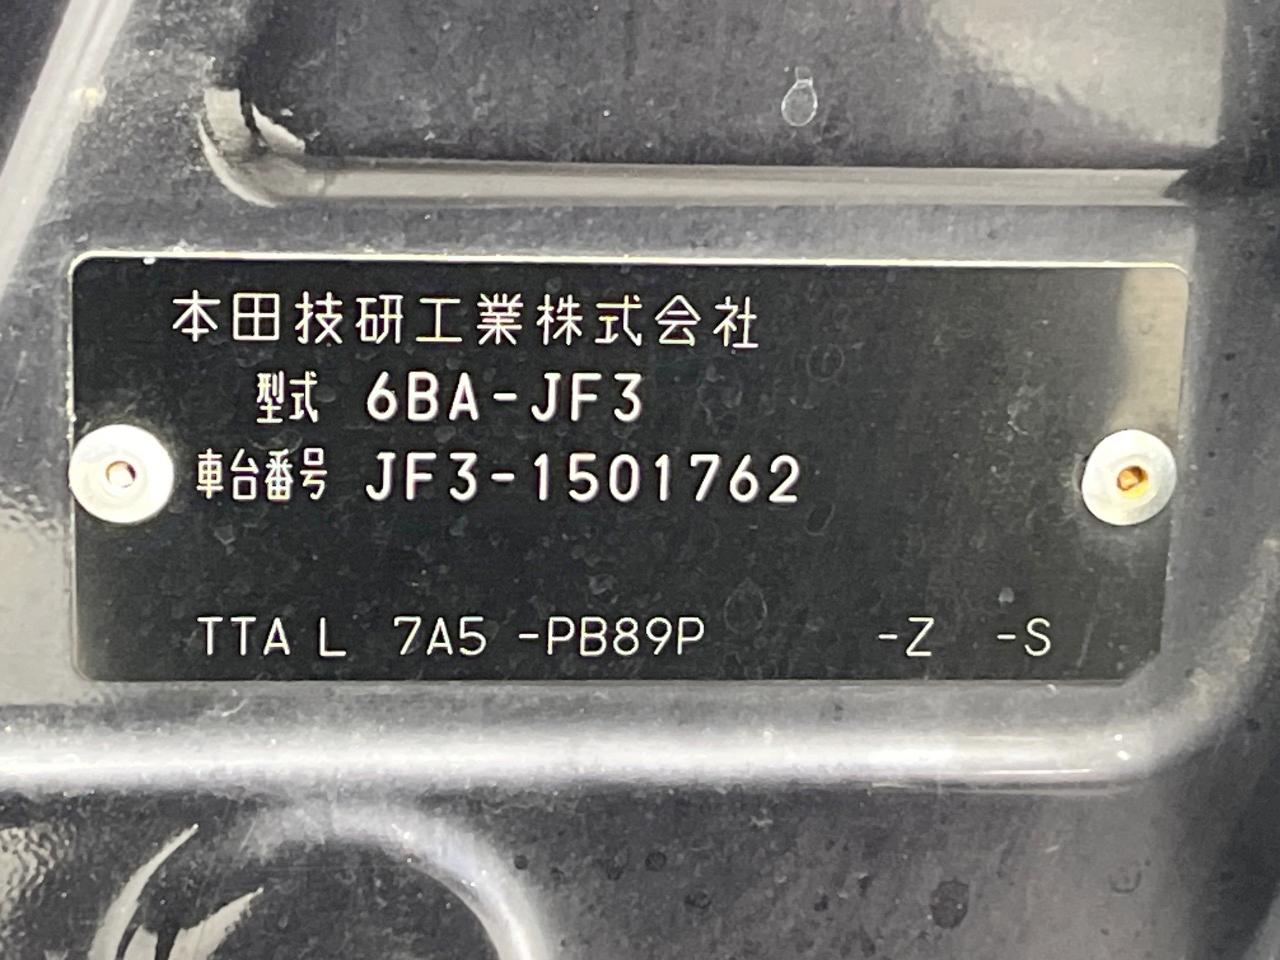 本田技研工業株式会社
型式 6BA-JF3
車台番号 JF3-1501762
TTA L 7A5 -PB89P -Z -S